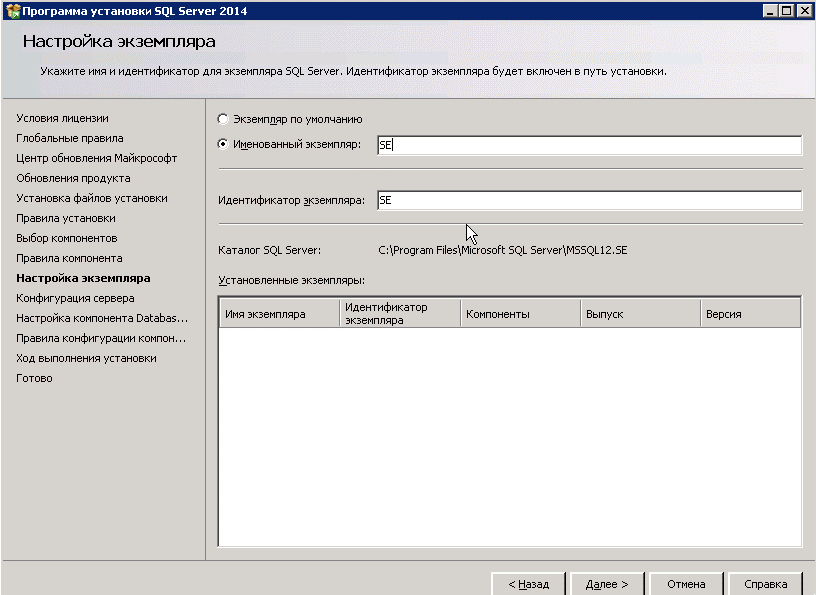 Программа установки SQL Server 2014
Настройка экземпляра
Укажите имя и идентификатор для экземпляра SQL Server. Идентификатор экземпляра будет включен в путь установки.
Условия лицензии
Глобальные правила
Центр обновления Майкрософт
Обновления продукта
Установка файлов установки
Правила установки
Выбор компонентов
Правила компонента
Настройка экземпляра
Конфигурация сервера
Настройка компонента Databas...
Правила конфигурации компон...
Ход выполнения установки
Готово
Экземпляр по умолчанию
Именованный экземпляр: SE
Идентификатор экземпляра: SE
Каталог SQL Server: C:\Program Files\Microsoft SQL Server\MSSQL12.SE
Установленные экземпляры:
Имя экземпляра Идентификатор экземпляра Компоненты Выпуск Версия
< Назад Далее > Отмена Справка